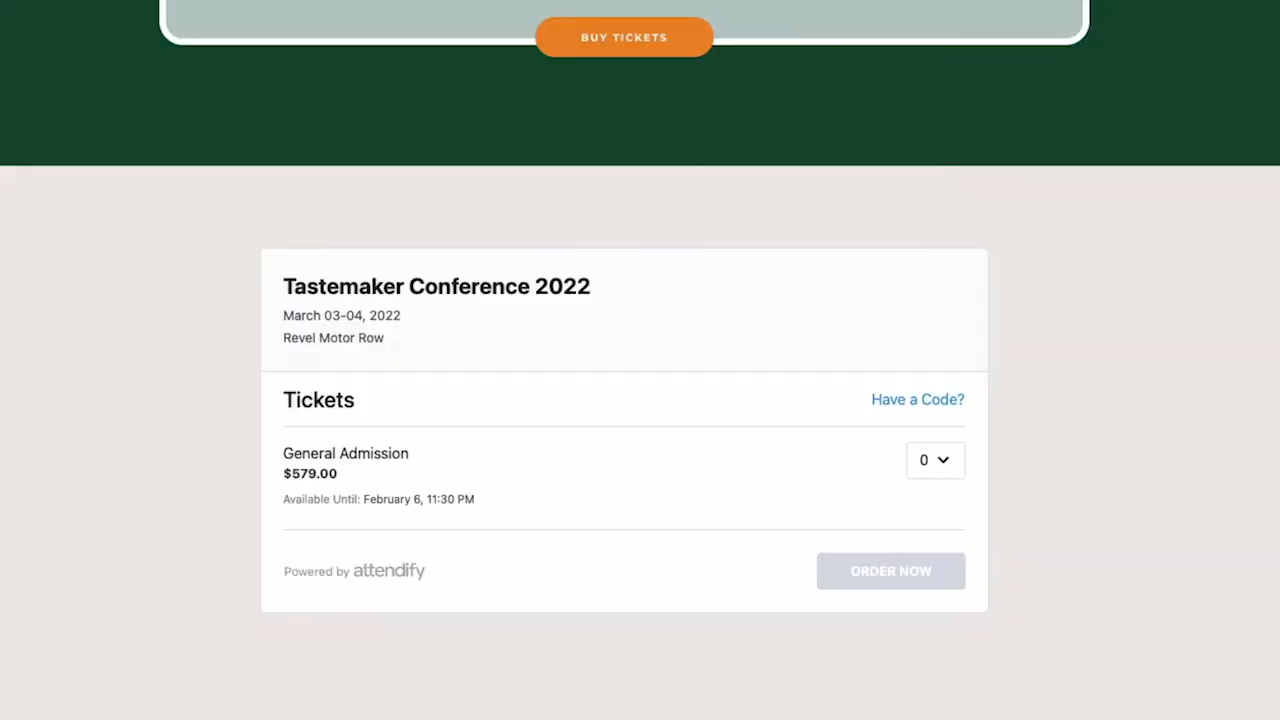 BUY TICKETS
Tastemaker Conference 2022
March 03-04, 2022
Revel Motor Row
Tickets
Have a Code?
General Admission
0
$579.00
Available Until: February 6, 11:30 PM
Powered by attendify
ORDER NOW